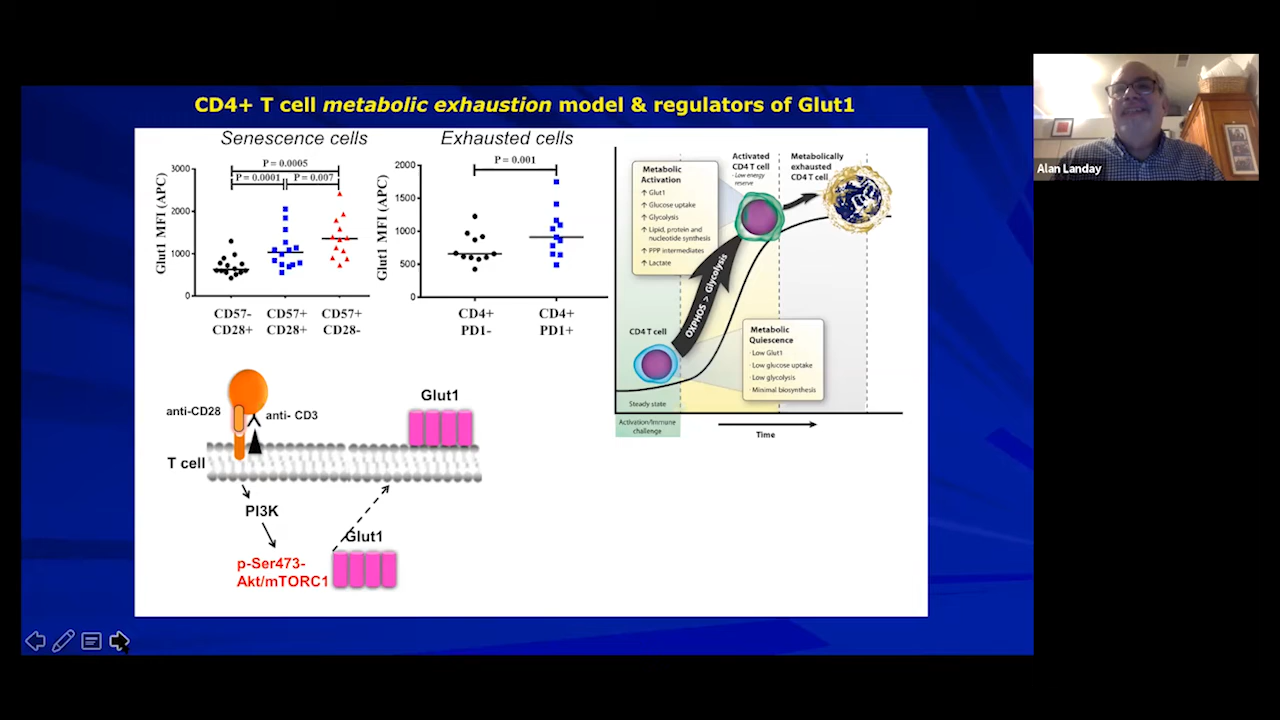 CD4+ T cell metabolic exhaustion model & regulators of Glut1
Senescence cells
P = 0.0005
P = 0.0001
P = 0.007
Glut1 MFI (APC)
3000
2000
1000
0
CD57-
CD28+
CD57+
CD28+
CD57+
CD28-
Exhausted cells
P = 0.001
Glut1 MFI (APC)
2000
1500
1000
500
0
CD4+
PD1-
CD4+
PD1+
Metabolic
Activation
↑ Glut1
↑ Glucose uptake
↑ Glycolysis
↑ Lipid, protein and
nucleotide synthesis
↑ PPP intermediates
↑ Lactate
Activated
CD4 T cell
- Low energy
reserve
Metabolically
exhausted
CD4 T cell
OXPHOS > Glycolysis
CD4 T cell
Metabolic
Quiescence
· Low Glut1
· Low glucose uptake
· Low glycolysis
· Minimal biosynthesis
Steady state
Activation/Immune
challenge
Time
anti-CD28
anti- CD3
Glut1
T cell
PI3K
Glut1
p-Ser473-
Akt/mTORC1
Alan Landay